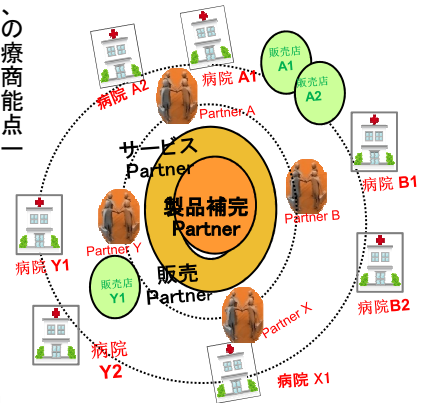 、の療商能点一
病院 A2
病院 A1
販売店
A1
販売店
A2
Partner A
サービス
Partner
病院 B1
製品補完
Partner
Partner B
Partner Y
病院 Y1
販売店
Y1
販売
Partner
病院B2
Partner X
病院
Y2
病院 X1